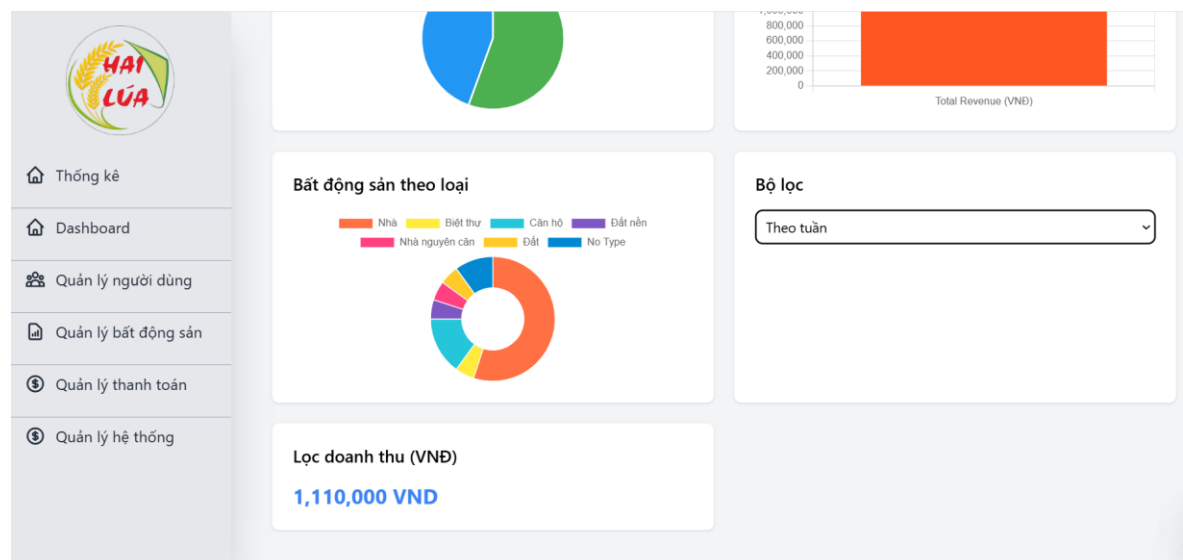 HAI
LÚA
Thống kê
Dashboard
Quản lý người dùng
Quản lý bất động sản
Quản lý thanh toán
Quản lý hệ thống
800,000
600,000
400,000
200,000
0
Total Revenue (VNĐ)
Bất động sản theo loại
Nhà Biệt thự Căn hộ Đất nền
Nhà nguyên căn Đất No Type
Bộ lọc
Theo tuần
Lọc doanh thu (VNĐ)
1,110,000 VND